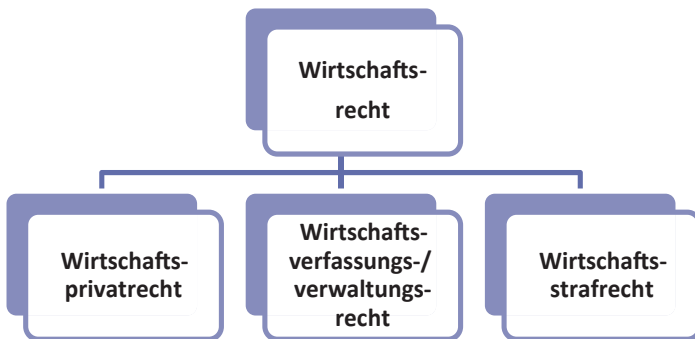 Wirtschafts-
recht
Wirtschafts-
privatrecht
Wirtschafts-
verfassungs-/
verwaltungs-
recht
Wirtschafts-
strafrecht